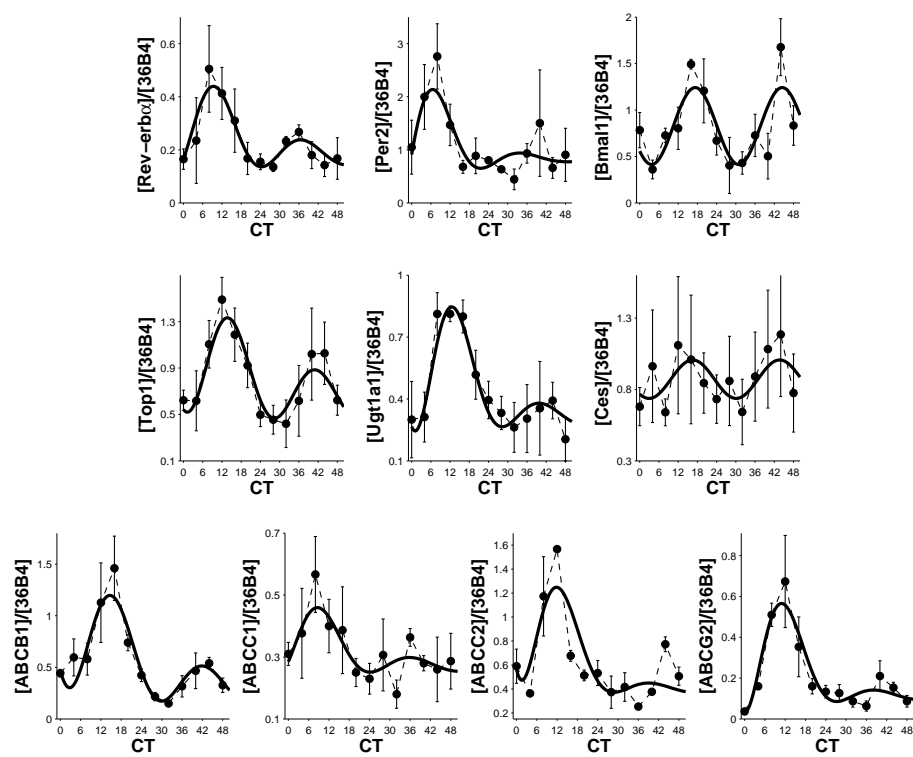 [Rev−erbα]/[36B4]
0.6
0.4
0.2
0
0 6 12 18 24 30 36 42 48
CT
[Per2]/[36B4]
3
2
1
0
0 6 12 18 24 30 36 42 48
CT
[Bmal1]/[36B4]
2
1.5
1
0.5
0
0 6 12 18 24 30 36 42 48
CT
[Top1]/[36B4]
1.3
0.9
0.5
0.1
0 6 12 18 24 30 36 42 48
CT
[Ugt1a1]/[36B4]
1
0.7
0.4
0.1
0 6 12 18 24 30 36 42 48
CT
[Ces]/[36B4]
1.3
0.8
0.3
0 6 12 18 24 30 36 42 48
CT
[ABCB1]/[36B4]
1.5
1
0.5
0
0 6 12 18 24 30 36 42 48
CT
[ABCC1]/[36B4]
0.7
0.5
0.3
0.1
0 6 12 18 24 30 36 42 48
CT
[ABCC2]/[36B4]
1.6
1.4
1.2
1
0.8
0.6
0.4
0.2
0 6 12 18 24 30 36 42 48
CT
[ABCG2]/[36B4]
0.8
0.6
0.4
0.2
0
0 6 12 18 24 30 36 42 48
CT